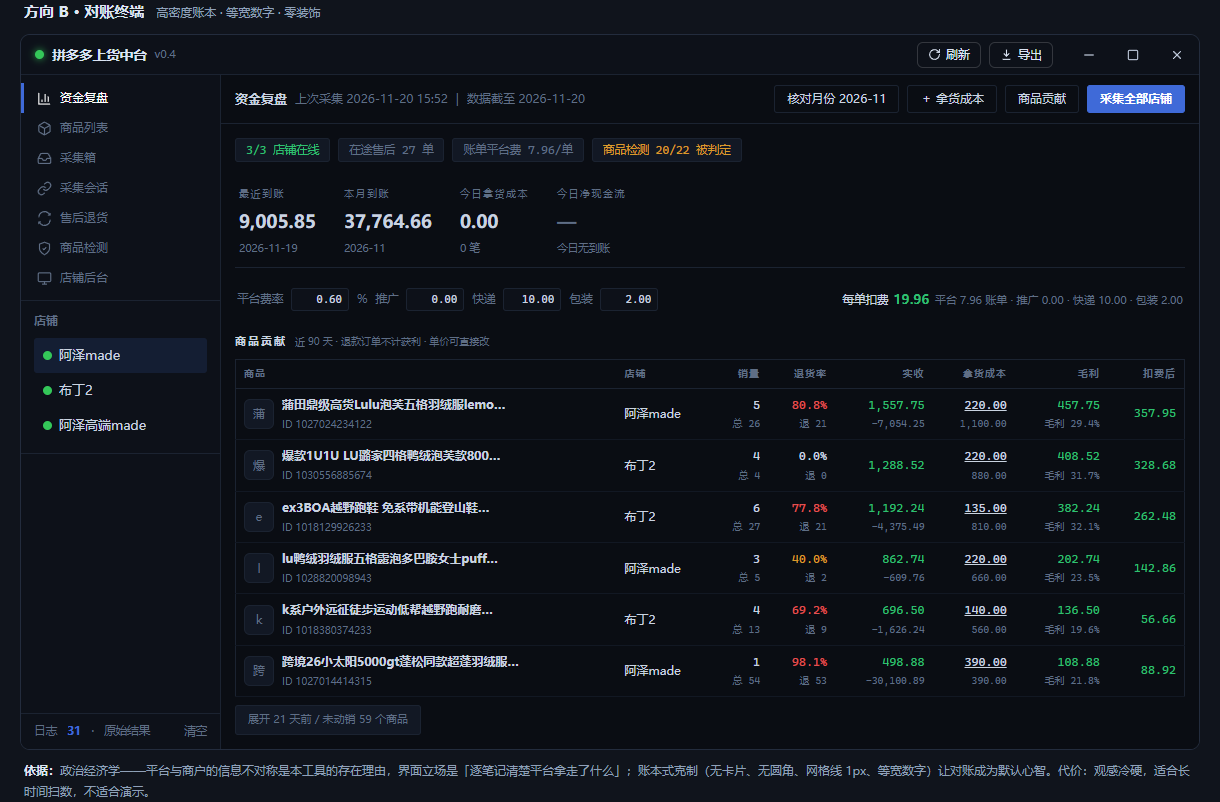 方向 B • 对账终端 高密度账本 · 等宽数字 · 零装饰
拼多多上货中台 v0.4 刷新 导出
资金复盘
商品列表
采集箱
采集会话
售后退货
商品检测
店铺后台
店铺
阿泽made
布丁2
阿泽高端made
日志 31 · 原始结果 清空
资金复盘 上次采集 2026-11-20 15:52 | 数据截至 2026-11-20 核对月份 2026-11 + 拿货成本 商品贡献 采集全部店铺
3/3 店铺在线 在途售后 27 单 账单平台费 7.96/单 商品检测 20/22 被判定
最近到账 本月到账 今日拿货成本 今日净现金流
9,005.85 37,764.66 0.00 —
2026-11-19 2026-11 0 笔 今日无到账
平台费率 0.60 % 推广 0.00 快递 10.00 包装 2.00 每单扣费 19.96 平台 7.96 账单 · 推广 0.00 · 快递 10.00 · 包装 2.00
商品贡献 近 90 天 · 退款订单不计获利 · 单价可直接改
商品 店铺 销量 退货率 实收 拿货成本 毛利 扣费后
蒲 蒲田鼎级高货Lulu泡芙五格羽绒服lemo... 阿泽made 5 80.8% 1,557.75 220.00 457.75 357.95
ID 1027024234122 总 26 退 21 -7,054.25 1,100.00 毛利 29.4%
爆 爆款1U1U LU璐家四格鸭绒泡芙款800... 布丁2 4 0.0% 1,288.52 220.00 408.52 328.68
ID 1030556885674 总 4 退 0 880.00 毛利 31.7%
e ex3BOA越野跑鞋 免系带机能登山鞋... 布丁2 6 77.8% 1,192.24 135.00 382.24 262.48
ID 1018129926233 总 27 退 21 -4,375.49 810.00 毛利 32.1%
l lu鸭绒羽绒服五格露泡多巴胺女士puff... 阿泽made 3 40.0% 862.74 220.00 202.74 142.86
ID 1028820098943 总 5 退 2 -609.76 660.00 毛利 23.5%
k k系户外远征徒步运动低帮越野跑耐磨... 布丁2 4 69.2% 696.50 140.00 136.50 56.66
ID 1018380374233 总 13 退 9 -1,626.24 560.00 毛利 19.6%
跨 跨境26小太阳5000gt蓬松同款超蓬羽绒服... 阿泽made 1 98.1% 498.88 390.00 108.88 88.92
ID 1027014414315 总 54 退 53 -30,100.89 390.00 毛利 21.8%
展开 21 天前 / 未动销 59 个商品
依据：政治经济学——平台与商户的信息不对称是本工具的存在理由，界面立场是「逐笔记清楚平台拿走了什么」；账本式克制（无卡片、无圆角、网格线 1px、等宽数字）让对账成为默认心智。代价：观感冷硬，适合长
时间扫数，不适合演示。